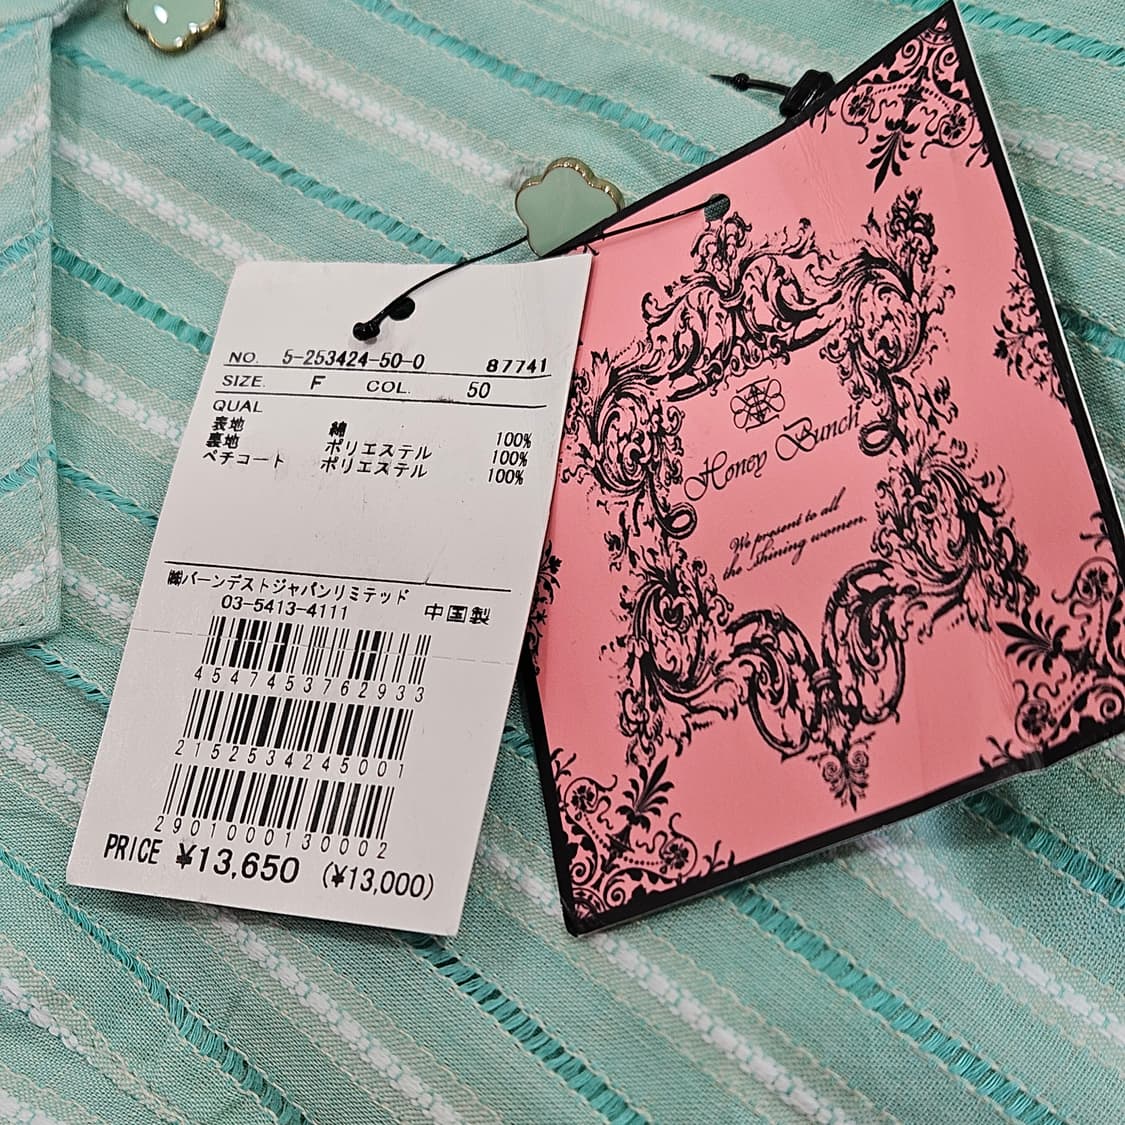 NO. 5-253424-50-0 87741
SIZE. F COL. 50
QUAL
表地 綿 100%
裏地 ポリエステル 100%
ペチコート ポリエステル 100%
㈱バーンデストジャパンリミテッド
03-5413-4111 中国製
4547453762933
2152534245001
2901000130002
PRICE ¥13,650 (¥13,000)
Honey Bunch
We present to all
the shining women.